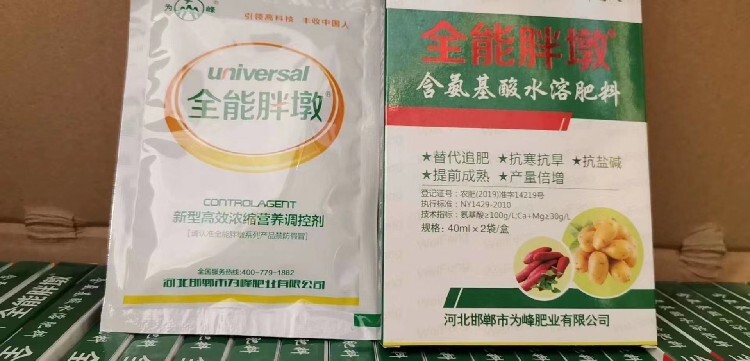 为 峰
引领高科技 丰收中国人
universal
全能胖墩®
CONTROLAGENT
新型高效浓缩营养调控剂
全国服务热线:400-779-1882
河北邯郸市为峰肥业有限公司
全能胖墩®
含氨基酸水溶肥料
★替代追肥 ★抗寒抗旱 ★抗盐碱
★提前成熟 ★产量倍增
登记证号：农肥(2019)准字14219号
执行标准：NY1429-2010
技术指标：氨基酸≥100g/L,Ca+Mg≥30g/L
规格：40ml×2袋/盒
河北邯郸市为峰肥业有限公司